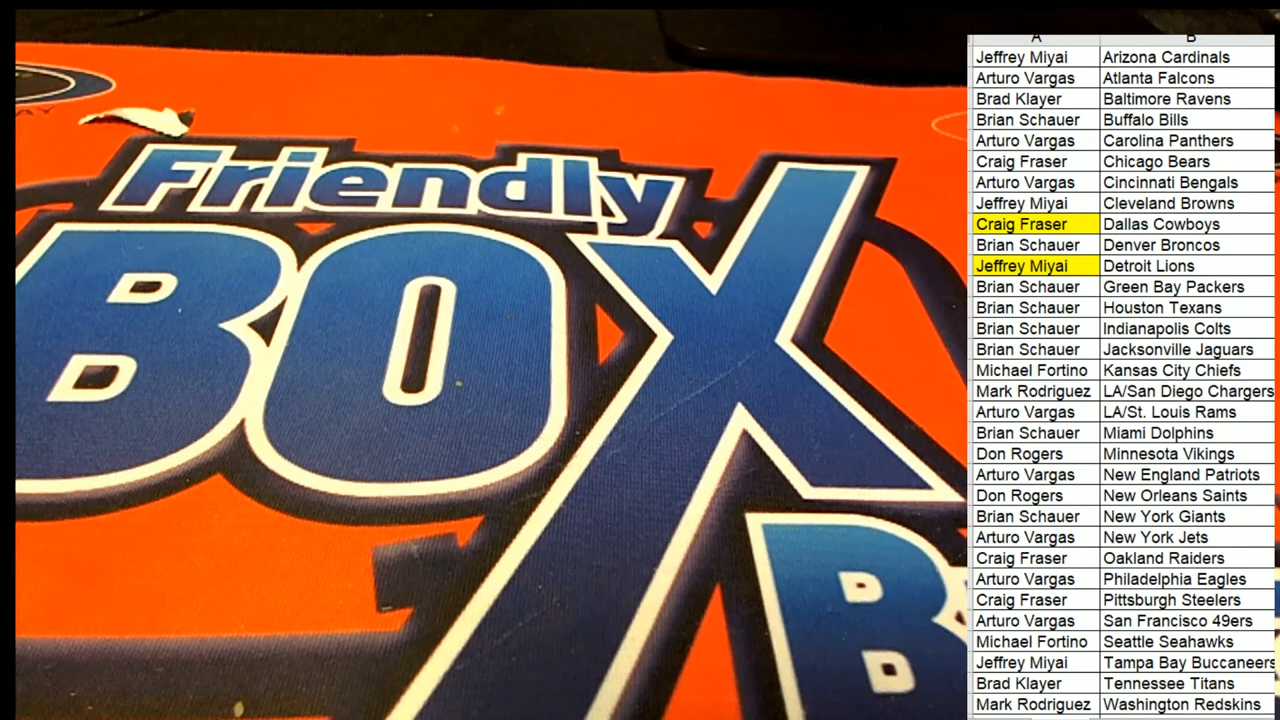 Friendly
BOX
B
AY
A B
Jeffrey Miyai Arizona Cardinals
Arturo Vargas Atlanta Falcons
Brad Klayer Baltimore Ravens
Brian Schauer Buffalo Bills
Arturo Vargas Carolina Panthers
Craig Fraser Chicago Bears
Arturo Vargas Cincinnati Bengals
Jeffrey Miyai Cleveland Browns
Craig Fraser Dallas Cowboys
Brian Schauer Denver Broncos
Jeffrey Miyai Detroit Lions
Brian Schauer Green Bay Packers
Brian Schauer Houston Texans
Brian Schauer Indianapolis Colts
Brian Schauer Jacksonville Jaguars
Michael Fortino Kansas City Chiefs
Mark Rodriguez LA/San Diego Chargers
Arturo Vargas LA/St. Louis Rams
Brian Schauer Miami Dolphins
Don Rogers Minnesota Vikings
Arturo Vargas New England Patriots
Don Rogers New Orleans Saints
Brian Schauer New York Giants
Arturo Vargas New York Jets
Craig Fraser Oakland Raiders
Arturo Vargas Philadelphia Eagles
Craig Fraser Pittsburgh Steelers
Arturo Vargas San Francisco 49ers
Michael Fortino Seattle Seahawks
Jeffrey Miyai Tampa Bay Buccaneers
Brad Klayer Tennessee Titans
Mark Rodriguez Washington Redskins